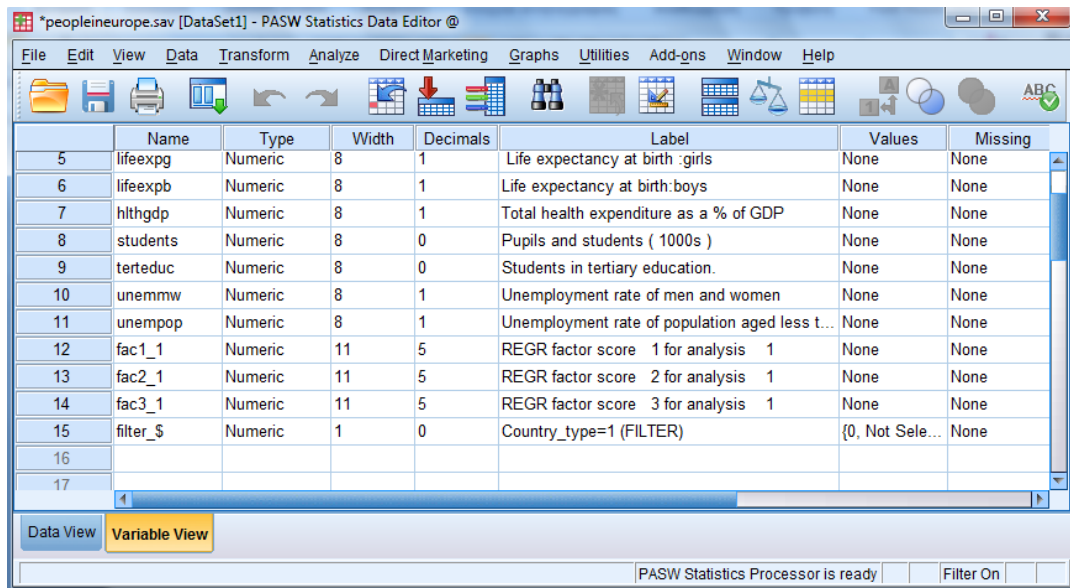 *peopleineurope.sav [DataSet1] - PASW Statistics Data Editor @
File Edit View Data Transform Analyze Direct Marketing Graphs Utilities Add-ons Window Help
A 14 ABC
Name Type Width Decimals Label Values Missing
5 lifeexpg Numeric 8 1 Life expectancy at birth :girls None None
6 lifeexpb Numeric 8 1 Life expectancy at birth:boys None None
7 hlthgdp Numeric 8 1 Total health expenditure as a % of GDP None None
8 students Numeric 8 0 Pupils and students ( 1000s ) None None
9 terteduc Numeric 8 0 Students in tertiary education. None None
10 unemmw Numeric 8 1 Unemployment rate of men and women None None
11 unempop Numeric 8 1 Unemployment rate of population aged less t... None None
12 fac1_1 Numeric 11 5 REGR factor score 1 for analysis 1 None None
13 fac2_1 Numeric 11 5 REGR factor score 2 for analysis 1 None None
14 fac3_1 Numeric 11 5 REGR factor score 3 for analysis 1 None None
15 filter_$ Numeric 1 0 Country_type=1 (FILTER) {0, Not Sele... None
16
17
Data View Variable View
PASW Statistics Processor is ready Filter On